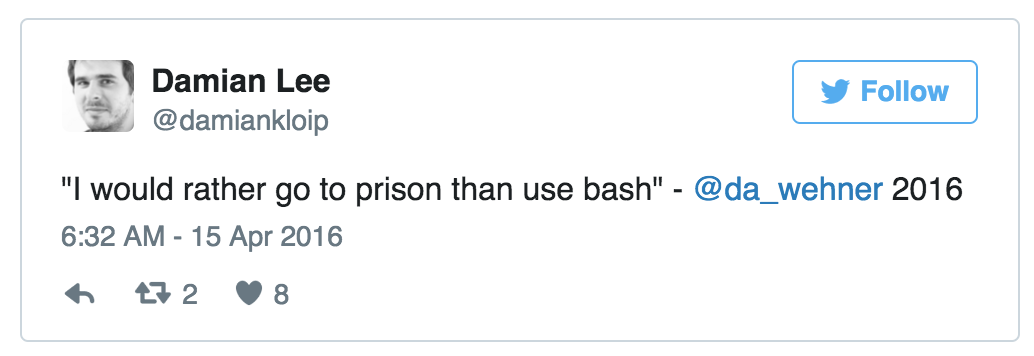 Damian Lee
@damiankloip
Follow
"I would rather go to prison than use bash" - @da_wehner 2016
6:32 AM - 15 Apr 2016
2 8